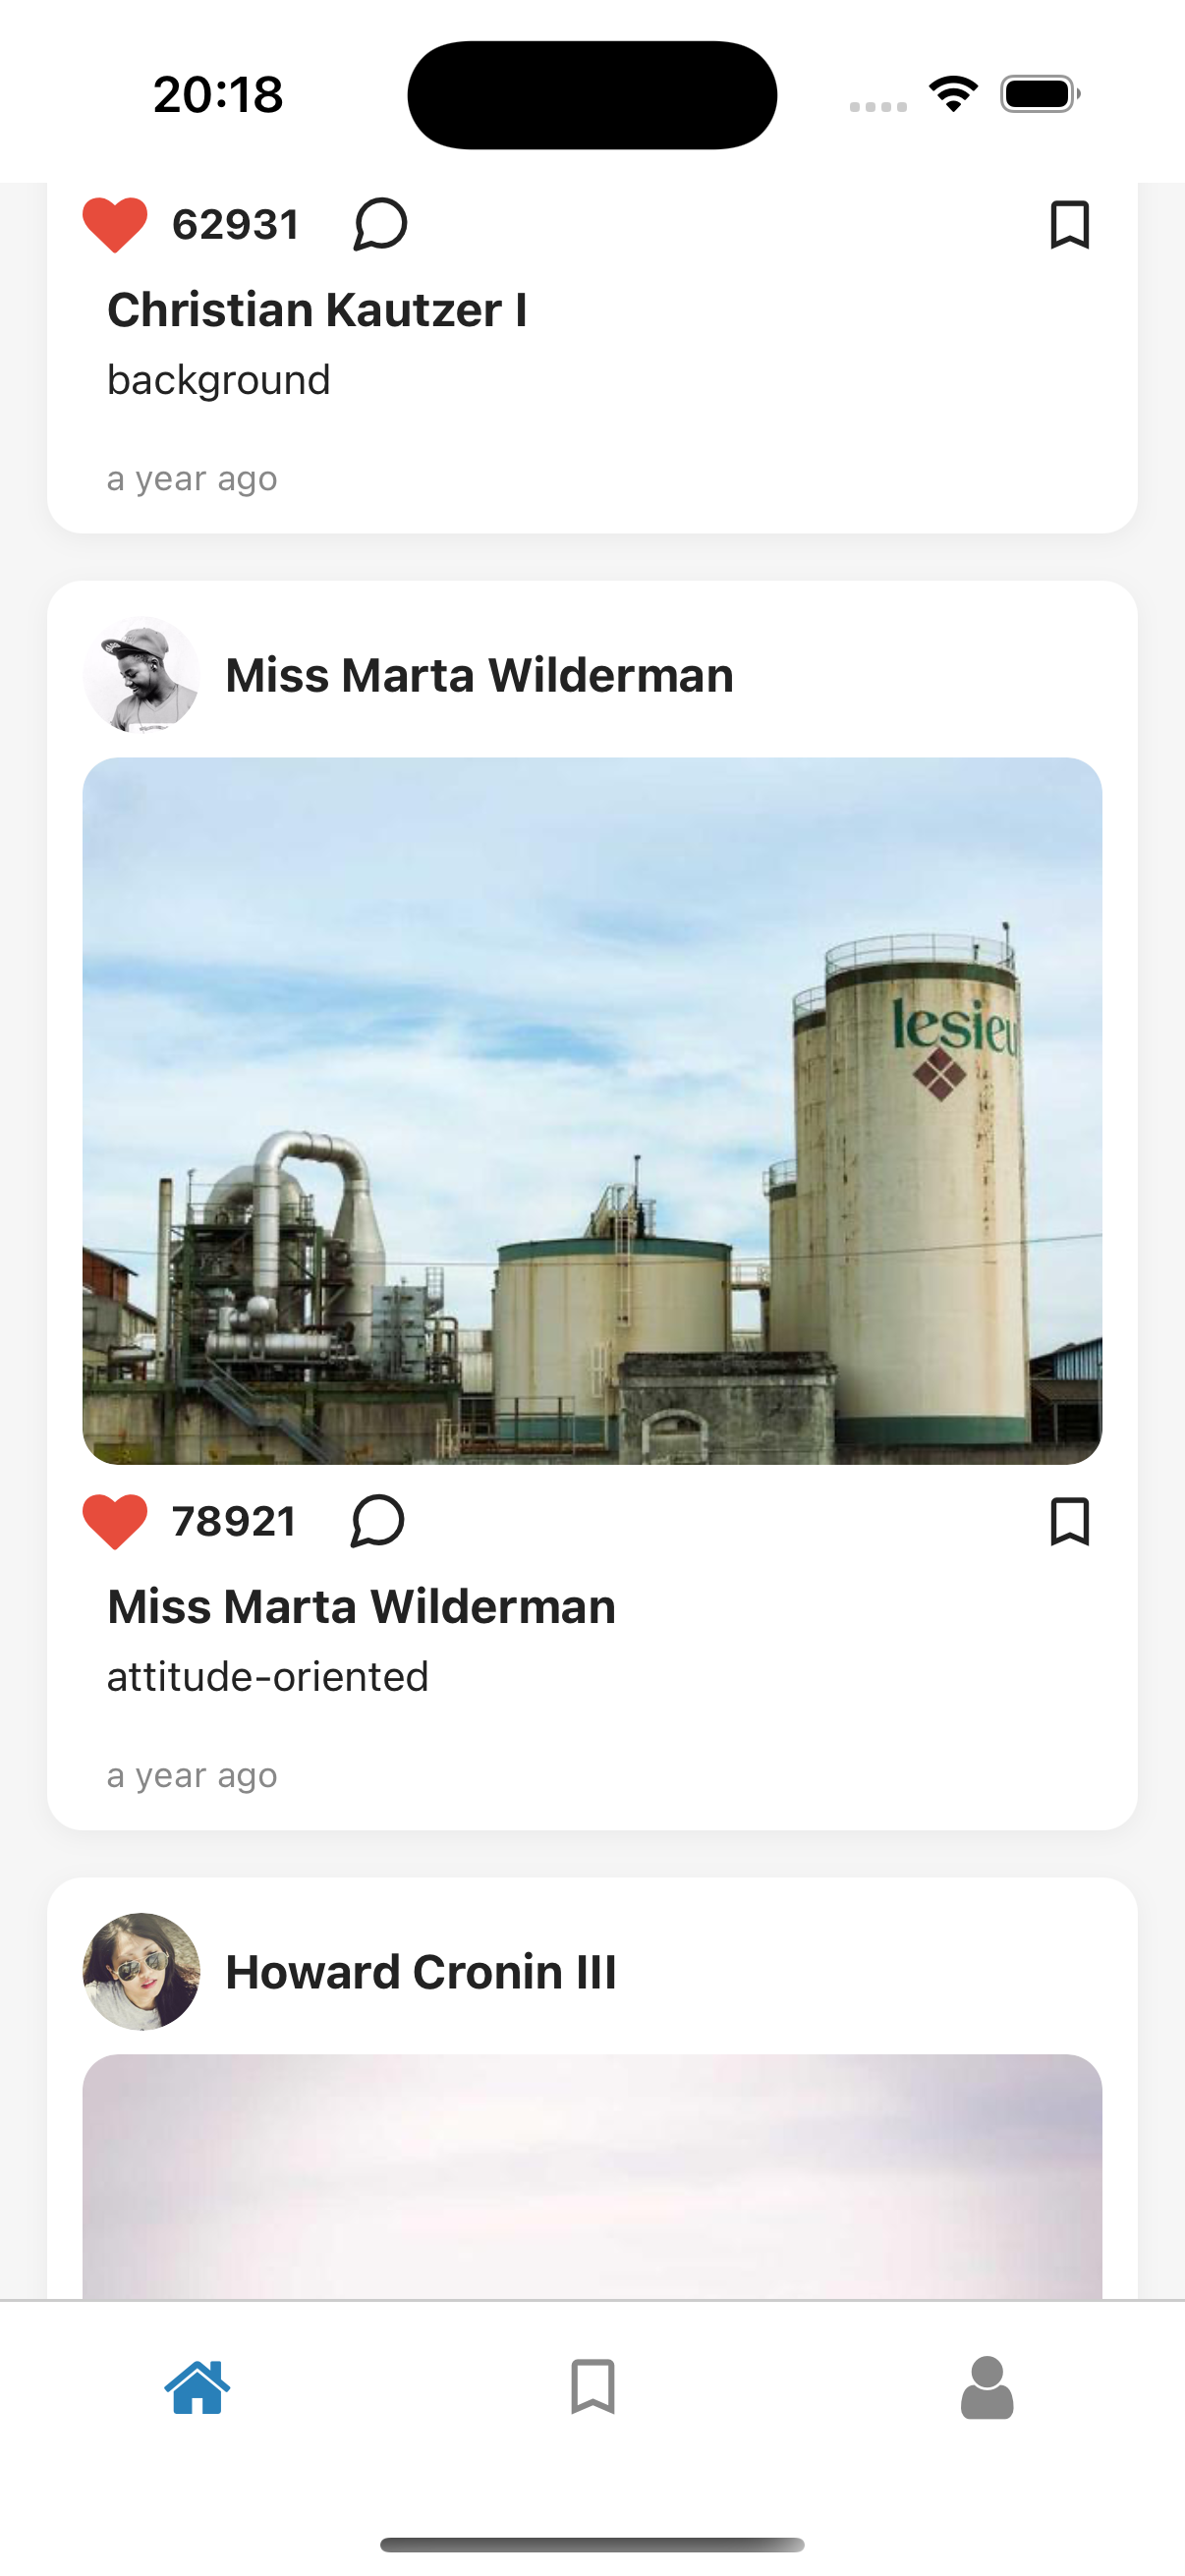 20:18
62931
Christian Kautzer I
background
a year ago
Miss Marta Wilderman
lesieu
78921
Miss Marta Wilderman
attitude-oriented
a year ago
Howard Cronin III